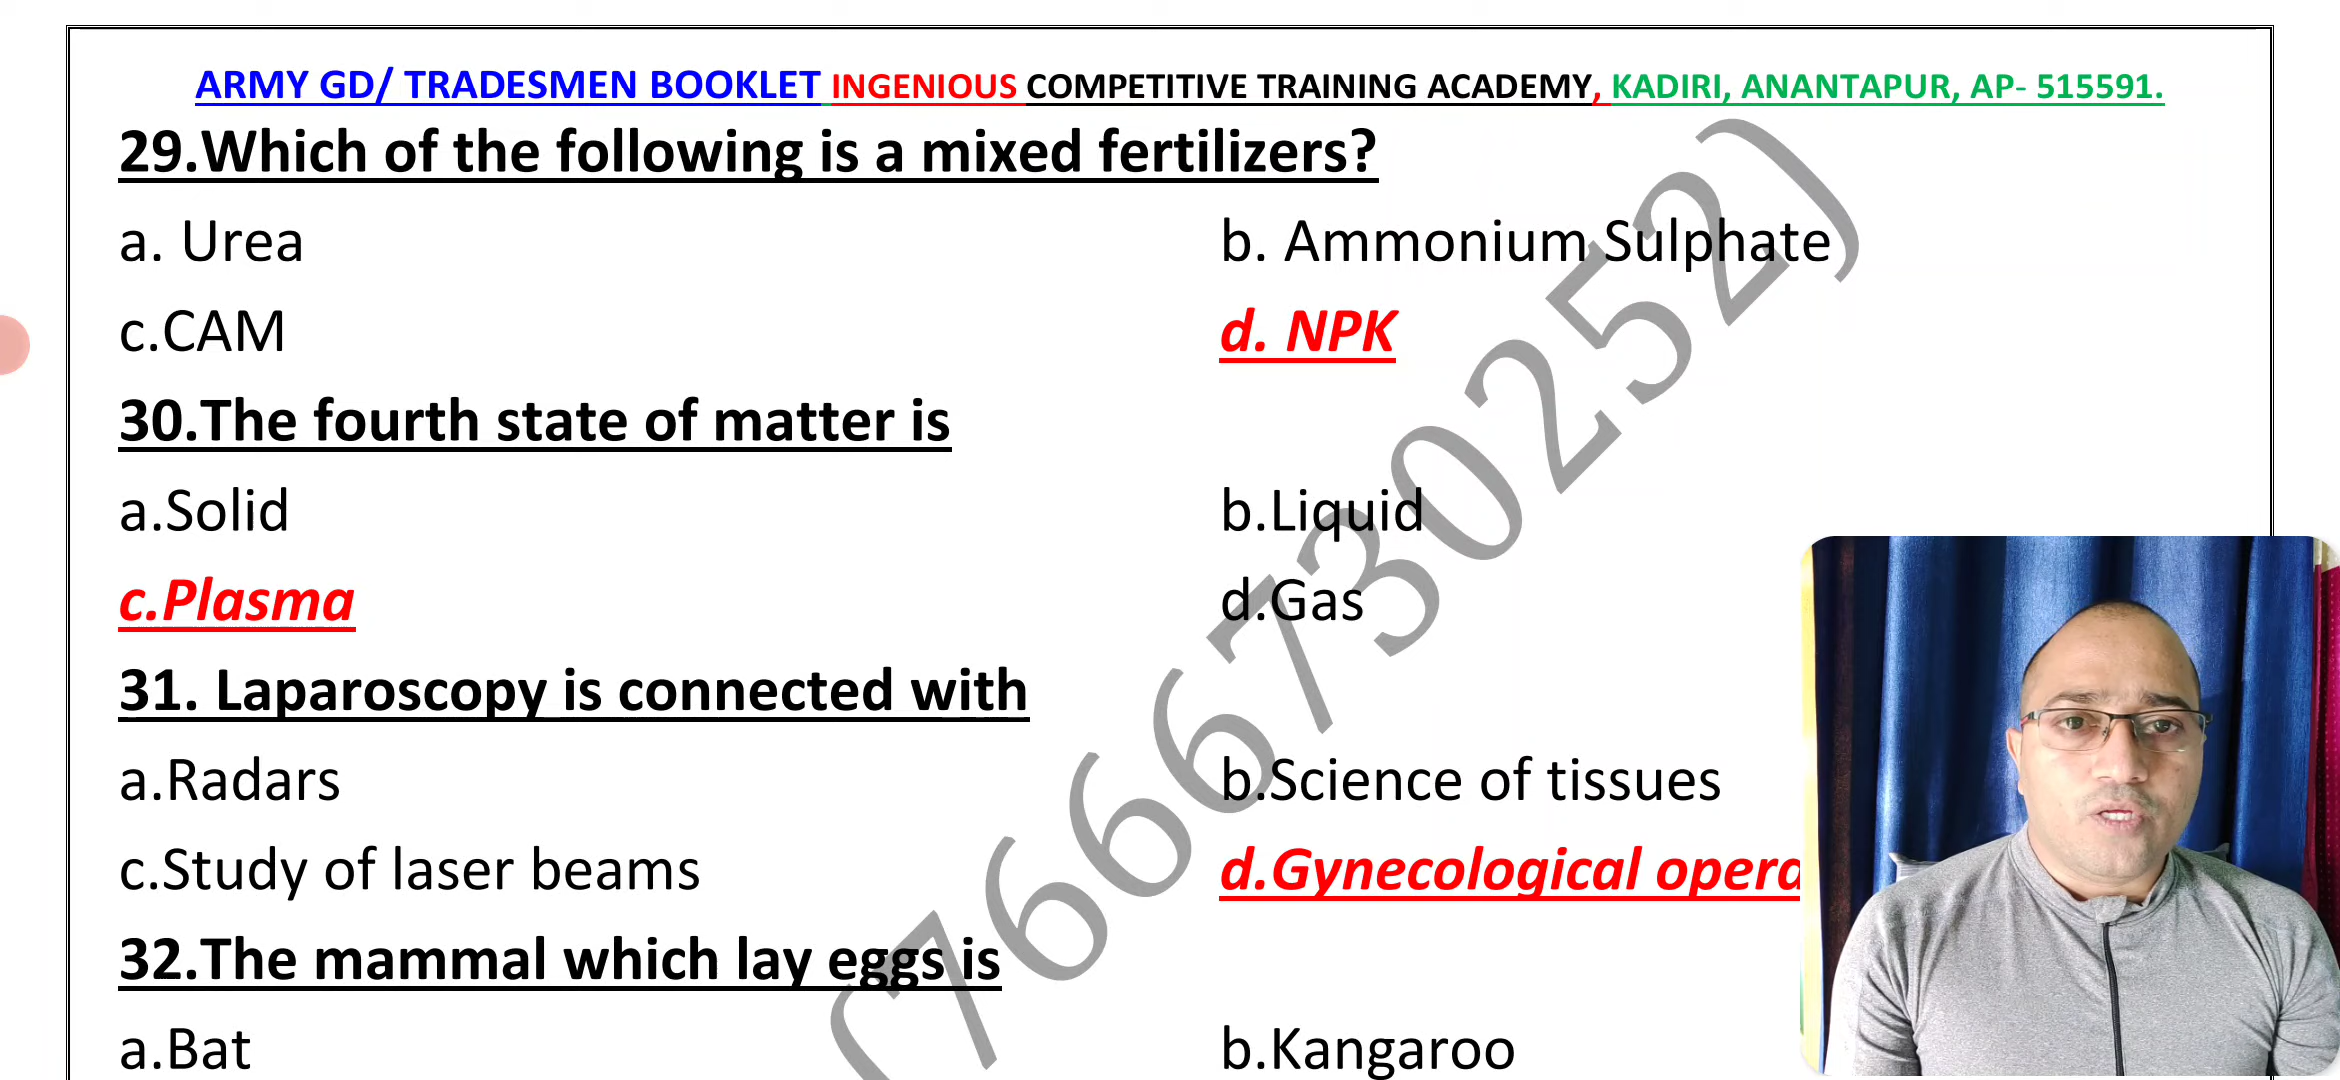 ARMY GD/ TRADESMEN BOOKLET INGENIOUS COMPETITIVE TRAINING ACADEMY, KADIRI, ANANTAPUR, AP- 515591.
29.Which of the following is a mixed fertilizers?
a. Urea b. Ammonium Sulphate
c.CAM d. NPK
30.The fourth state of matter is
a.Solid b.Liquid
c.Plasma d.Gas
31. Laparoscopy is connected with
a.Radars b.Science of tissues
c.Study of laser beams d.Gynecological
32.The mammal which lay eggs is
a.Bat b.Kangaroo
(7666730252)